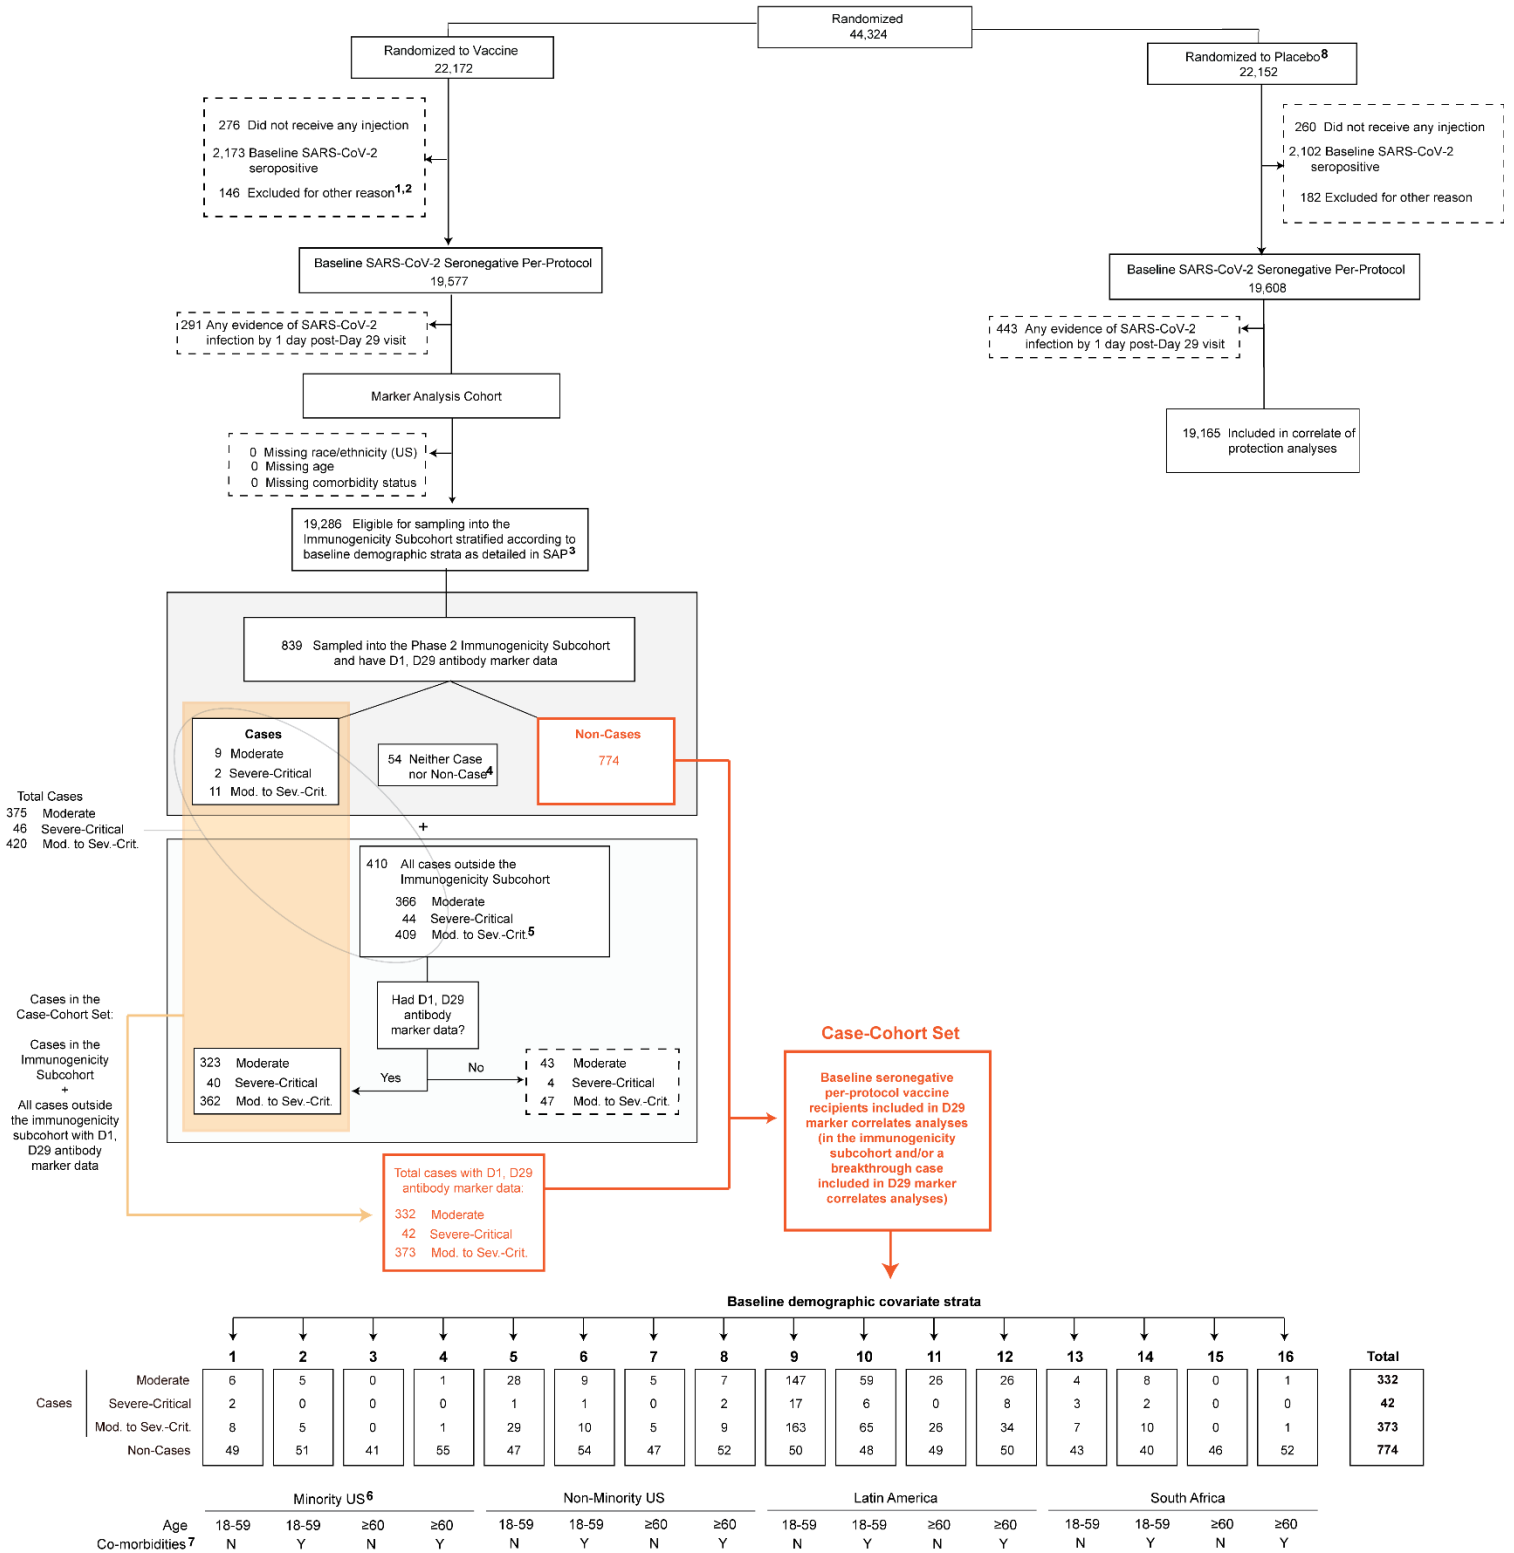 Randomized
44,324
Randomized to Vaccine
22,172
Randomized to Placebo8
22,152
276 Did not receive any injection
2,173 Baseline SARS-CoV-2
seropositive
146 Excluded for other reason1,2
260 Did not receive any injection
2,102 Baseline SARS-CoV-2
seropositive
182 Excluded for other reason
Baseline SARS-CoV-2 Seronegative Per-Protocol
19,577
Baseline SARS-CoV-2 Seronegative Per-Protocol
19,608
291 Any evidence of SARS-CoV-2
infection by 1 day post-Day 29 visit
443 Any evidence of SARS-CoV-2
infection by 1 day post-Day 29 visit
Marker Analysis Cohort
19,165 Included in correlate of
protection analyses
0 Missing race/ethnicity (US)
0 Missing age
0 Missing comorbidity status
19,286 Eligible for sampling into the
Immunogenicity Subcohort stratified according to
baseline demographic strata as detailed in SAP3
839 Sampled into the Phase 2 Immunogenicity Subcohort
and have D1, D29 antibody marker data
Cases
9 Moderate
2 Severe-Critical
11 Mod. to Sev.-Crit.
54 Neither Case
nor Non-Case4
Non-Cases
774
Total Cases
375 Moderate
46 Severe-Critical
420 Mod. to Sev.-Crit.
+
410 All cases outside the
Immunogenicity Subcohort
366 Moderate
44 Severe-Critical
409 Mod. to Sev.-Crit.5
Had D1, D29
antibody
marker data?
Yes
No
323 Moderate
40 Severe-Critical
362 Mod. to Sev.-Crit.
43 Moderate
4 Severe-Critical
47 Mod. to Sev.-Crit.
Cases in the
Case-Cohort Set:
Cases in the
Immunogenicity
Subcohort
+
All cases outside
the immunogenicity
subcohort with D1,
D29 antibody
marker data
Total cases with D1, D29
antibody marker data:
332 Moderate
42 Severe-Critical
373 Mod. to Sev.-Crit.
Case-Cohort Set
Baseline seronegative
per-protocol vaccine
recipients included in D29
marker correlates analyses
(in the immunogenicity
subcohort and/or a
breakthrough case
included in D29 marker
correlates analyses)
Baseline demographic covariate strata
1 2 3 4 5 6 7 8 9 10 11 12 13 14 15 16 Total
Cases
Moderate 6 5 0 1 28 9 5 7 147 59 26 26 4 8 0 1 332
Severe-Critical 2 0 0 0 1 1 0 2 17 6 0 8 3 2 0 0 42
Mod. to Sev.-Crit. 8 5 0 1 29 10 5 9 163 65 26 34 7 10 0 1 373
Non-Cases 49 51 41 55 47 54 47 52 50 48 49 50 43 40 46 52 774
Minority US6 Non-Minority US Latin America South Africa
Age 18-59 18-59 ≥60 ≥60 18-59 18-59 ≥60 ≥60 18-59 18-59 ≥60 ≥60 18-59 18-59 ≥60 ≥60
Co-morbidities7 N Y N Y N Y N Y N Y N Y N Y N Y